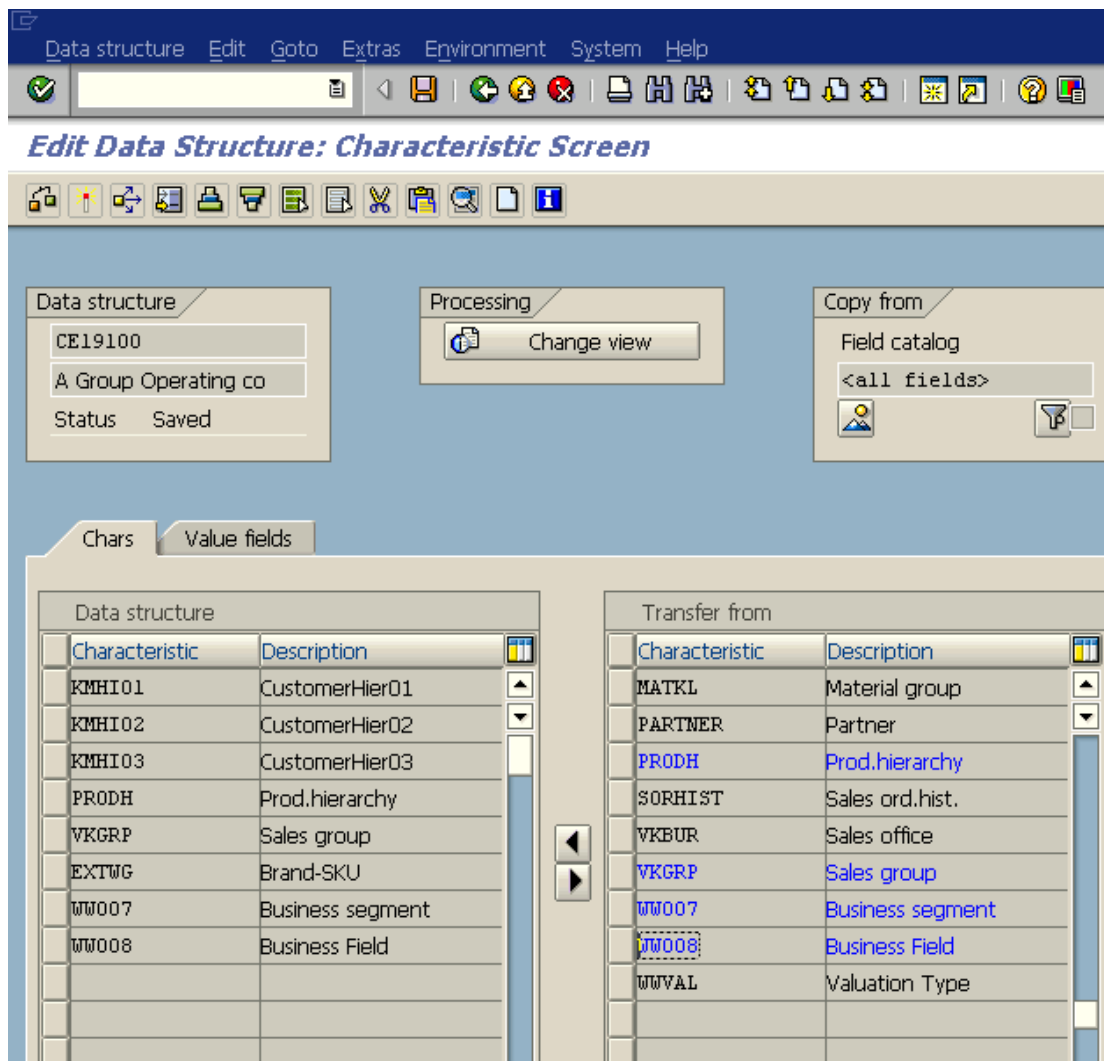 Data structure Edit Goto Extras Environment System Help
Edit Data Structure: Characteristic Screen
Data structure
CE19100
A Group Operating co
Status Saved
Processing
Change view
Copy from
Field catalog
<all fields>
Chars Value fields
Data structure
Characteristic Description
KMHI01 CustomerHier01
KMHI02 CustomerHier02
KMHI03 CustomerHier03
PRODH Prod.hierarchy
VKGRP Sales group
EXTWG Brand-SKU
WW007 Business segment
WW008 Business Field
Transfer from
Characteristic Description
MATKL Material group
PARTNER Partner
PRODH Prod.hierarchy
SORHIST Sales ord.hist.
VKBUR Sales office
VKGRP Sales group
WW007 Business segment
WW008 Business Field
WWVAL Valuation Type